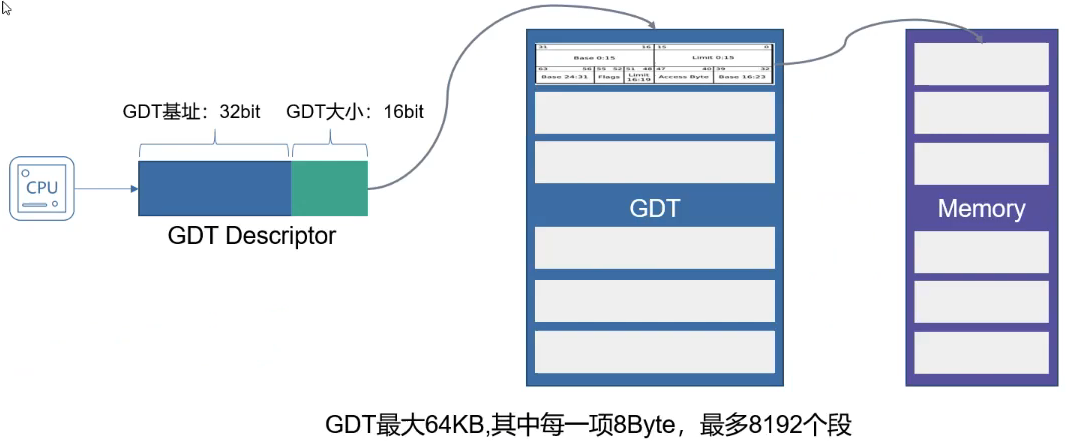 GDT基址：32bit
GDT大小：16bit
CPU
GDT Descriptor
31 16 15 0
Base 0:15 Limit 0:15
63 56 55 52 51 48 47 40 39 32
Base 24:31 Flags Limit 16:19 Access Byte Base 16:23
GDT
Memory
GDT最大64KB,其中每一项8Byte，最多8192个段